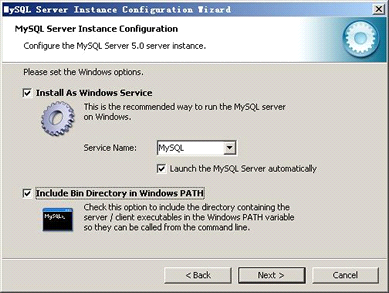 MySQL Server Instance Configuration Wizard
MySQL Server Instance Configuration
Configure the MySQL Server 5.0 server instance.
Please set the Windows options.
Install As Windows Service
This is the recommended way to run the MySQL server
on Windows.
Service Name:
MySQL
Launch the MySQL Server automatically
Include Bin Directory in Windows PATH
MySQL
Check this option to include the directory containing the
server / client executables in the Windows PATH variable
so they can be called from the command line.
< Back
Next >
Cancel